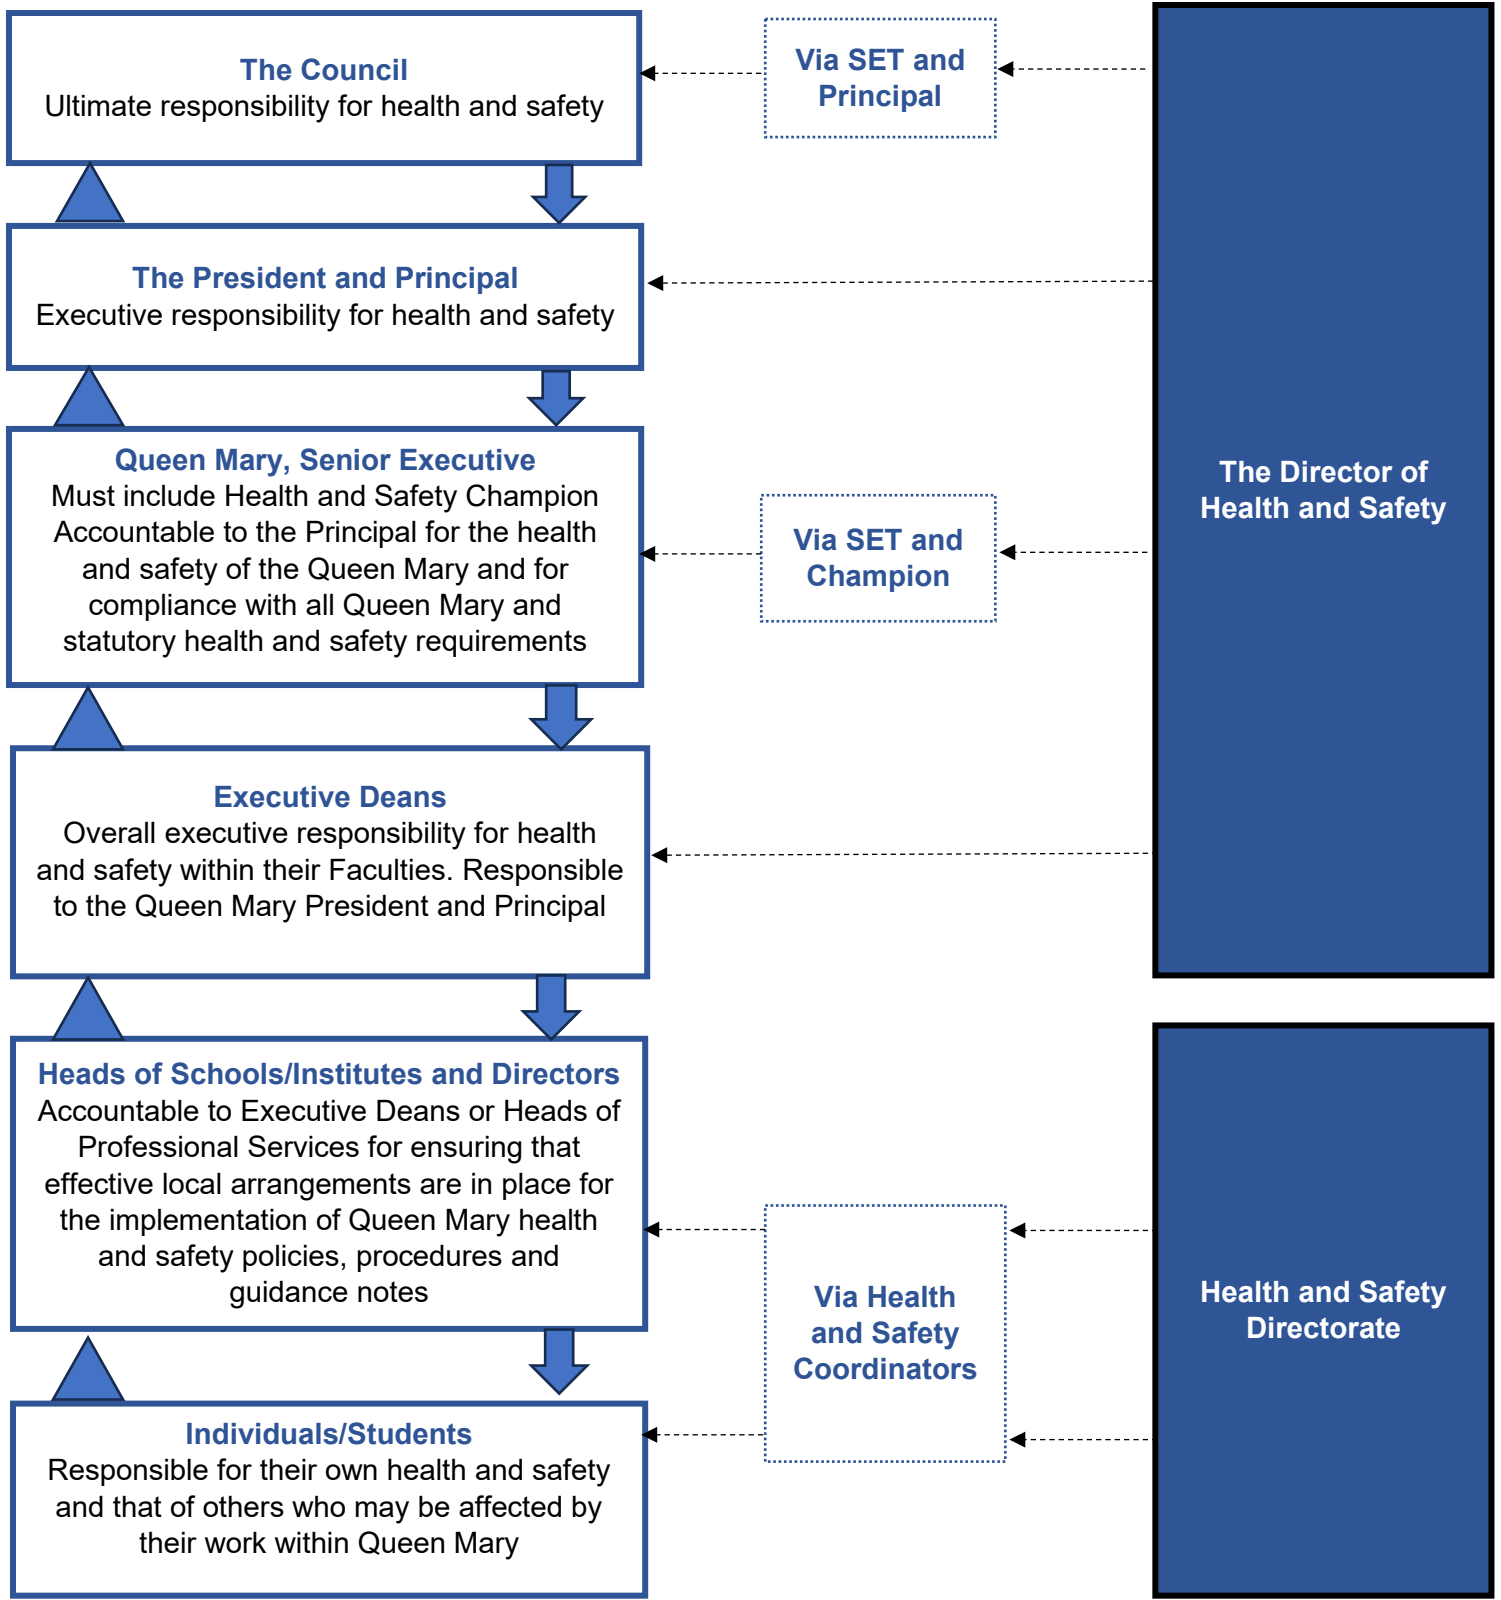 The Council
Ultimate responsibility for health and safety
Via SET and
Principal
The President and Principal
Executive responsibility for health and safety
Queen Mary, Senior Executive
Must include Health and Safety Champion
Accountable to the Principal for the health
and safety of the Queen Mary and for
compliance with all Queen Mary and
statutory health and safety requirements
Via SET and
Champion
The Director of
Health and Safety
Executive Deans
Overall executive responsibility for health
and safety within their Faculties. Responsible
to the Queen Mary President and Principal
Heads of Schools/Institutes and Directors
Accountable to Executive Deans or Heads of
Professional Services for ensuring that
effective local arrangements are in place for
the implementation of Queen Mary health
and safety policies, procedures and
guidance notes
Via Health
and Safety
Coordinators
Health and Safety
Directorate
Individuals/Students
Responsible for their own health and safety
and that of others who may be affected by
their work within Queen Mary